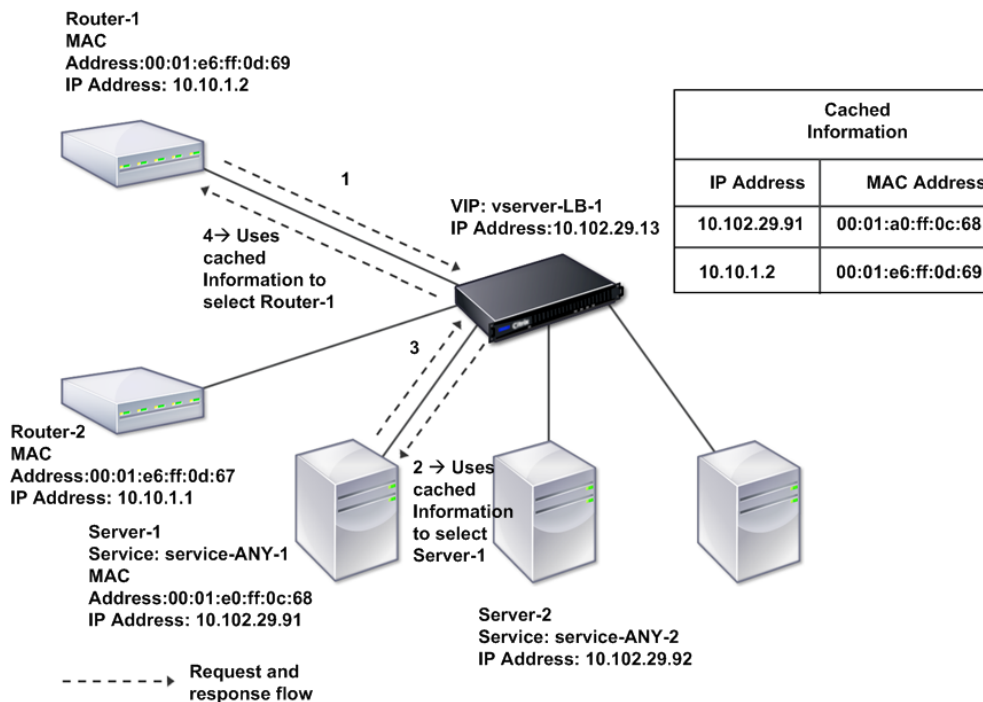 Router-1
MAC
Address:00:01:e6:ff:0d:69
IP Address: 10.10.1.2
Cached
Information
IP Address
MAC Address
10.102.29.91
00:01:a0:ff:0c:68
10.10.1.2
00:01:e6:ff:0d:69
1
VIP: vserver-LB-1
IP Address:10.102.29.13
4→ Uses
cached
Information to
select Router-1
3
Citrix
Router-2
MAC
Address:00:01:e6:ff:0d:67
IP Address: 10.10.1.1
2 → Uses
cached
Information
to select
Server-1
Server-1
Service: service-ANY-1
MAC
Address:00:01:e0:ff:0c:68
IP Address: 10.102.29.91
Server-2
Service: service-ANY-2
IP Address: 10.102.29.92
Request and
response flow